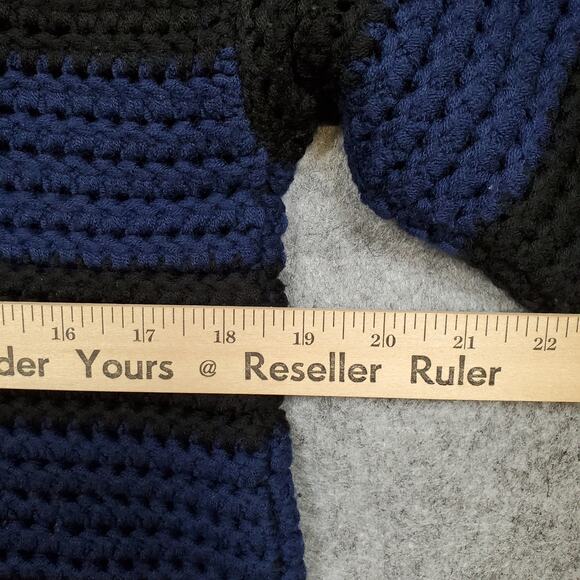 16 17 18 19 20 21 22
der Yours @ Reseller Ruler